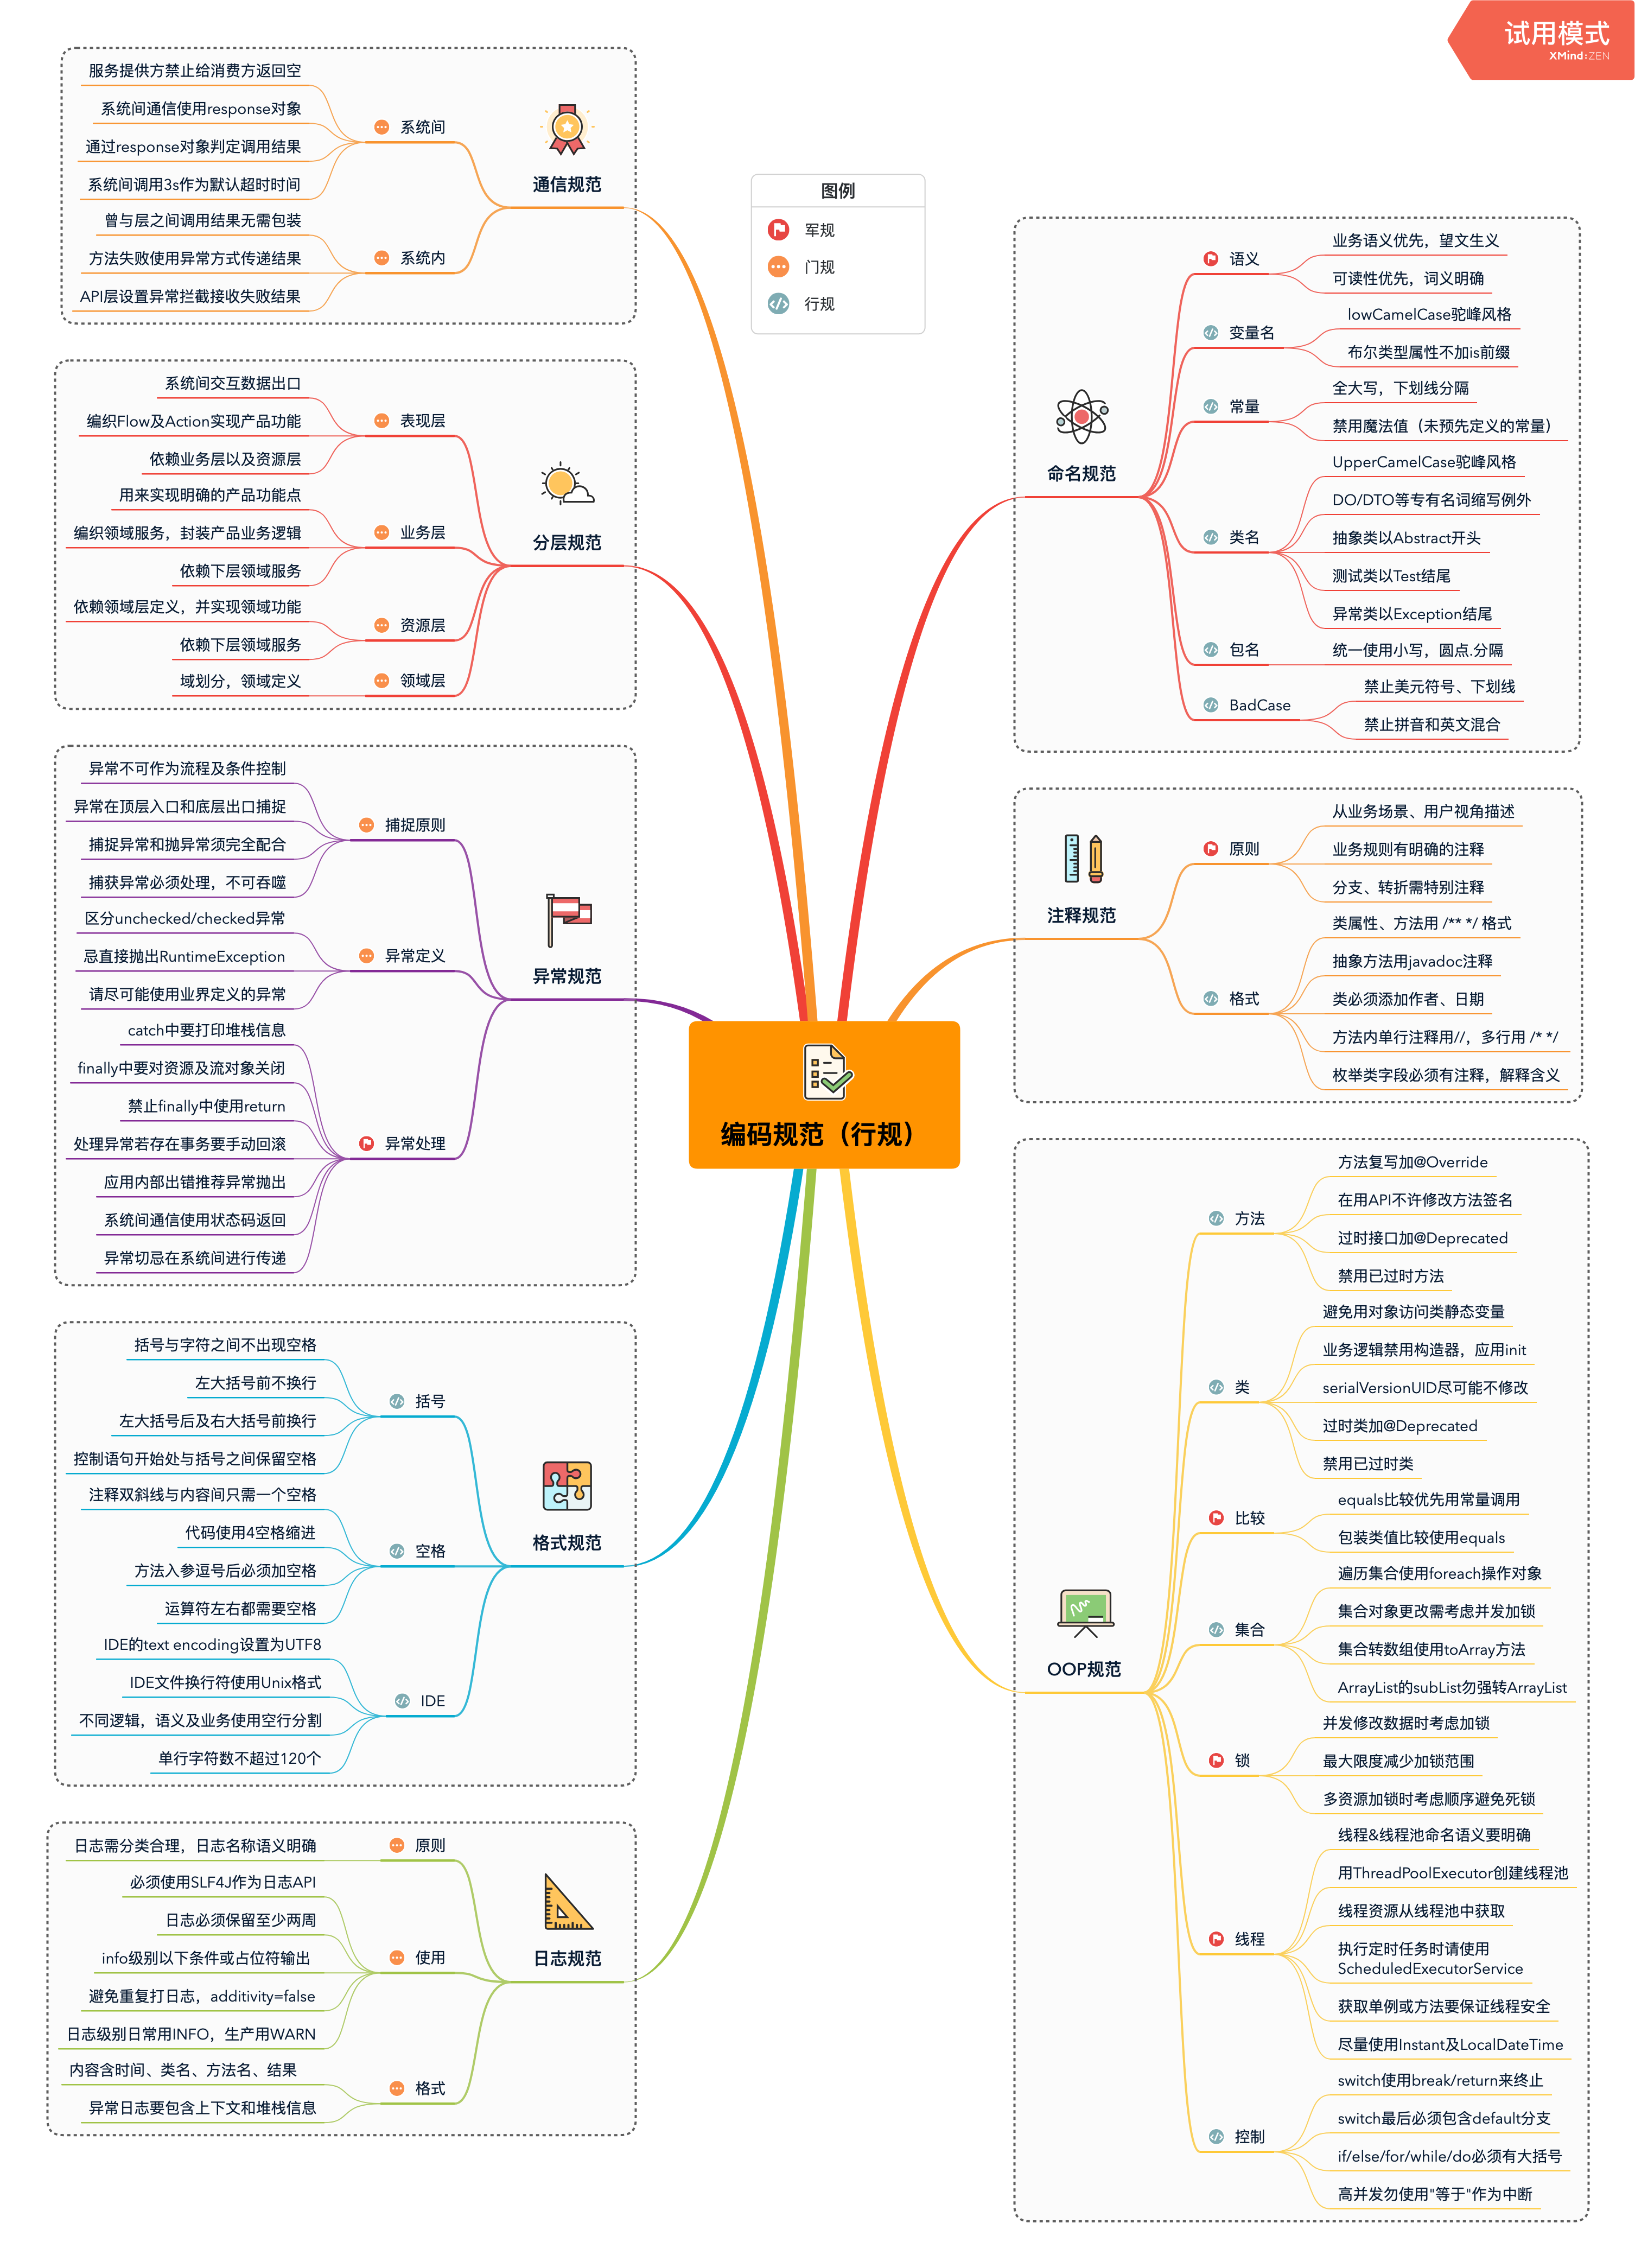 试用模式
XMind:ZEN
图例
军规
门规
行规
编码规范（行规）
通信规范
系统间
服务提供方禁止给消费方返回空
系统间通信使用response对象
通过response对象判定调用结果
系统间调用3s作为默认超时时间
系统内
曾与层之间调用结果无需包装
方法失败使用异常方式传递结果
API层设置异常拦截接收失败结果
分层规范
表现层
系统间交互数据出口
编织Flow及Action实现产品功能
依赖业务层以及资源层
业务层
用来实现明确的产品功能点
编织领域服务，封装产品业务逻辑
依赖下层领域服务
资源层
依赖领域层定义，并实现领域功能
依赖下层领域服务
领域层
域划分，领域定义
异常规范
捕捉原则
异常不可作为流程及条件控制
异常在顶层入口和底层出口捕捉
捕捉异常和抛异常须完全配合
捕获异常必须处理，不可吞噬
异常定义
区分unchecked/checked异常
忌直接抛出RuntimeException
请尽可能使用业界定义的异常
异常处理
catch中要打印堆栈信息
finally中要对资源及流对象关闭
禁止finally中使用return
处理异常若存在事务要手动回滚
应用内部出错推荐异常抛出
系统间通信使用状态码返回
异常切忌在系统间进行传递
格式规范
括号
括号与字符之间不出现空格
左大括号前不换行
左大括号后及右大括号前换行
控制语句开始处与括号之间保留空格
空格
注释双斜线与内容间只需一个空格
代码使用4空格缩进
方法入参逗号后必须加空格
运算符左右都需要空格
IDE
IDE的text encoding设置为UTF8
IDE文件换行符使用Unix格式
不同逻辑，语义及业务使用空行分割
单行字符数不超过120个
日志规范
原则
日志需分类合理，日志名称语义明确
使用
必须使用SLF4J作为日志API
日志必须保留至少两周
info级别以下条件或占位符输出
避免重复打日志，additivity=false
日志级别日常用INFO，生产用WARN
格式
内容含时间、类名、方法名、结果
异常日志要包含上下文和堆栈信息
命名规范
语义
业务语义优先，望文生义
可读性优先，词义明确
变量名
lowCamelCase驼峰风格
布尔类型属性不加is前缀
常量
全大写，下划线分隔
禁用魔法值（未预先定义的常量）
类名
UpperCamelCase驼峰风格
DO/DTO等专有名词缩写例外
抽象类以Abstract开头
测试类以Test结尾
异常类以Exception结尾
包名
统一使用小写，圆点.分隔
BadCase
禁止美元符号、下划线
禁止拼音和英文混合
注释规范
原则
从业务场景、用户视角描述
业务规则有明确的注释
分支、转折需特别注释
格式
类属性、方法用 /** */ 格式
抽象方法用javadoc注释
类必须添加作者、日期
方法内单行注释用//，多行用 /* */
枚举类字段必须有注释，解释含义
OOP规范
方法
方法复写加@Override
在用API不许修改方法签名
过时接口加@Deprecated
禁用已过时方法
类
避免用对象访问类静态变量
业务逻辑禁用构造器，应用init
serialVersionUID尽可能不修改
过时类加@Deprecated
禁用已过时类
比较
equals比较优先用常量调用
包装类值比较使用equals
集合
遍历集合使用foreach操作对象
集合对象更改需考虑并发加锁
集合转数组使用toArray方法
ArrayList的subList勿强转ArrayList
锁
并发修改数据时考虑加锁
最大限度减少加锁范围
多资源加锁时考虑顺序避免死锁
线程
线程&线程池命名语义要明确
用ThreadPoolExecutor创建线程池
线程资源从线程池中获取
执行定时任务时请使用
ScheduledExecutorService
获取单例或方法要保证线程安全
尽量使用Instant及LocalDateTime
控制
switch使用break/return来终止
switch最后必须包含default分支
if/else/for/while/do必须有大括号
高并发勿使用"等于"作为中断